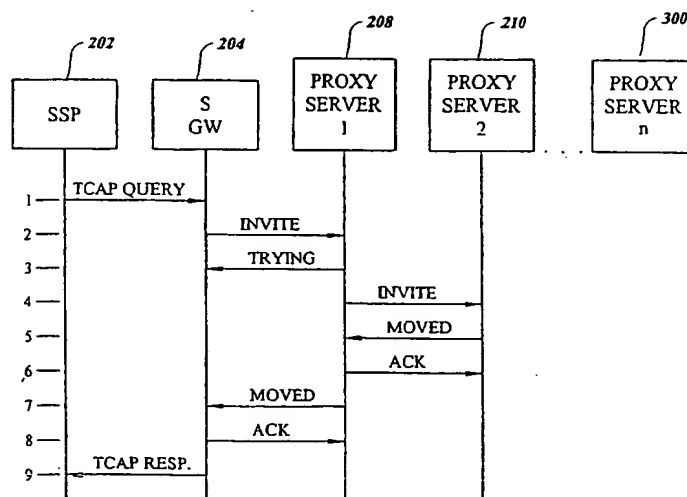 202
204
208
210
300
SSP
S
GW
PROXY
SERVER
1
PROXY
SERVER
2
PROXY
SERVER
n
1 TCAP QUERY
2 INVITE
3 TRYING
4 INVITE
5 MOVED
6 ACK
7 MOVED
8 ACK
9 TCAP RESP.